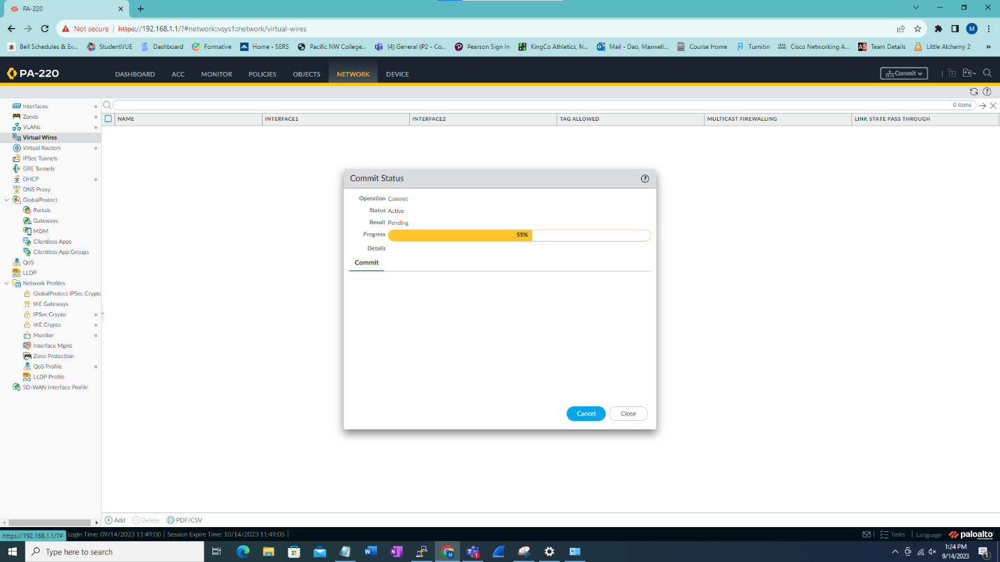 PA-220
Not secure | https://192.168.1.1/?#network::vsys1::network/virtual-wires
M
Bell Schedules & Ev...
StudentVUE
Dashboard
Formative
Home - SERS
Pacific NW College...
(4) General (P2 - Co...
Pearson Sign In
KingCo Athletics, N...
Mail - Dao, Maxwell...
Course Home
Turnitin
Cisco Networking A...
AS Team Details
Little Alchemy 2
»
PA-220
DASHBOARD
ACC
MONITOR
POLICIES
OBJECTS
NETWORK
DEVICE
Commit
0 items
NAME
INTERFACE1
INTERFACE2
TAG ALLOWED
MULTICAST FIREWALLING
LINK STATE PASS THROUGH
Interfaces
Zones
VLANs
Virtual Wires
Virtual Routers
IPSec Tunnels
GRE Tunnels
DHCP
DNS Proxy
GlobalProtect
Portals
Gateways
MDM
Clientless Apps
Clientless App Groups
QoS
LLDP
Network Profiles
GlobalProtect IPSec Crypto
IKE Gateways
IPSec Crypto
IKE Crypto
Monitor
Interface Mgmt
Zone Protection
QoS Profile
LLDP Profile
SD-WAN Interface Profile
Commit Status
Operation Commit
Status Active
Result Pending
Progress 55%
Details
Commit
Cancel
Close
Add
Delete
PDF/CSV
https://192.168.1.1/?#
Login Time: 09/14/2023 11:49:00 | Session Expire Time: 10/14/2023 11:49:05 |
Tasks | Language
paloalto
NETWORKS
Type here to search
1:24 PM
9/14/2023
1